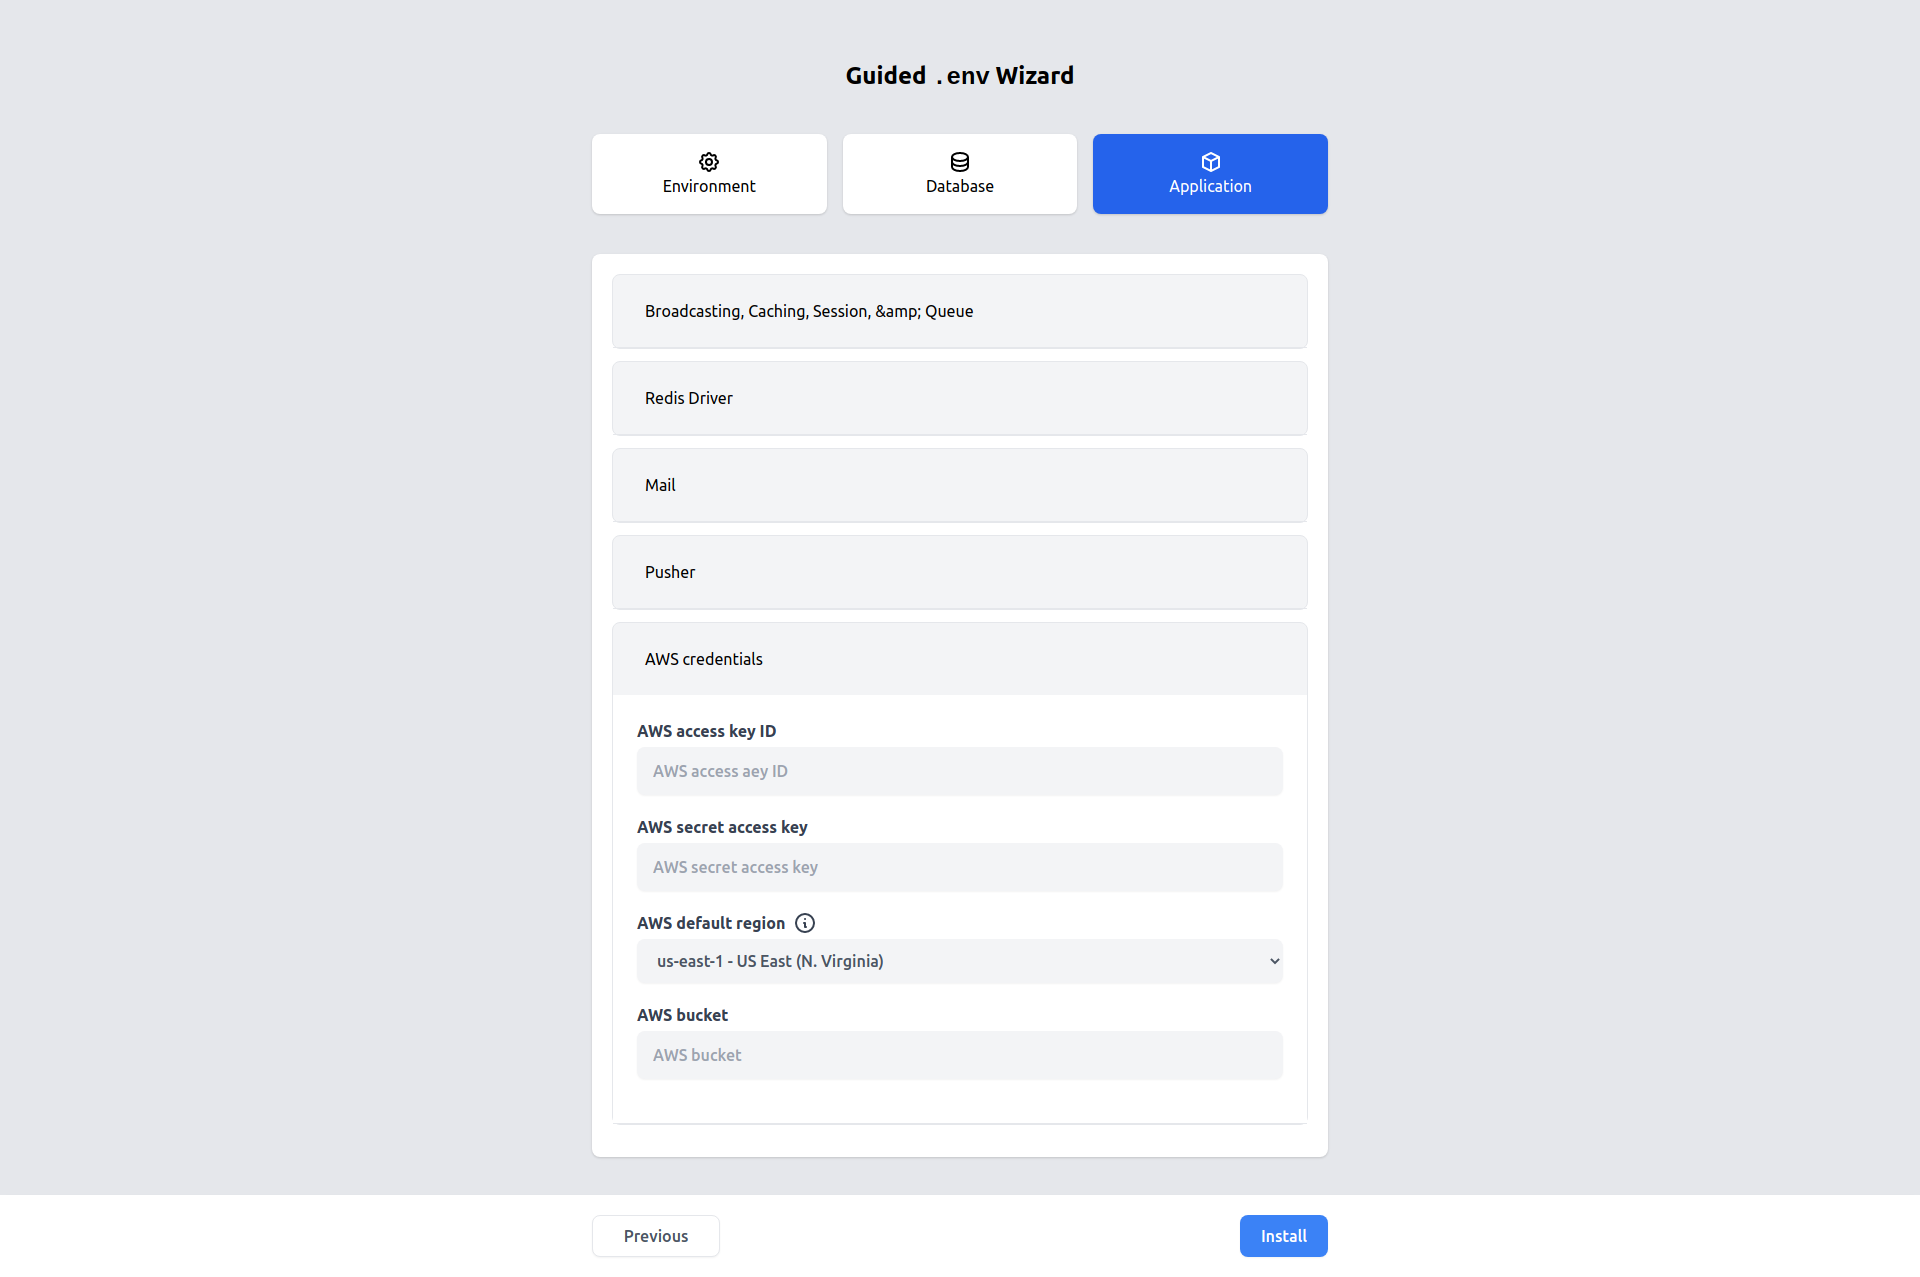 Guided .env Wizard
Environment
Database
Application
Broadcasting, Caching, Session, &amp; Queue
Redis Driver
Mail
Pusher
AWS credentials
AWS access key ID
AWS access aey ID
AWS secret access key
AWS secret access key
AWS default region
us-east-1 - US East (N. Virginia)
AWS bucket
AWS bucket
Previous
Install